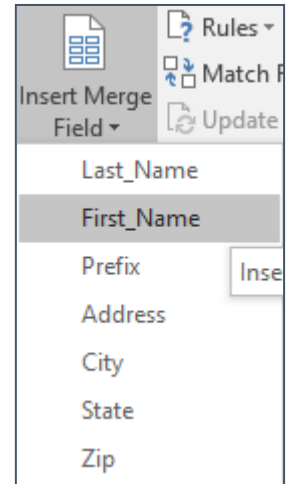 Rules
Match F
Update
Insert Merge
Field
Last_Name
First_Name
Prefix
Inse
Address
City
State
Zip